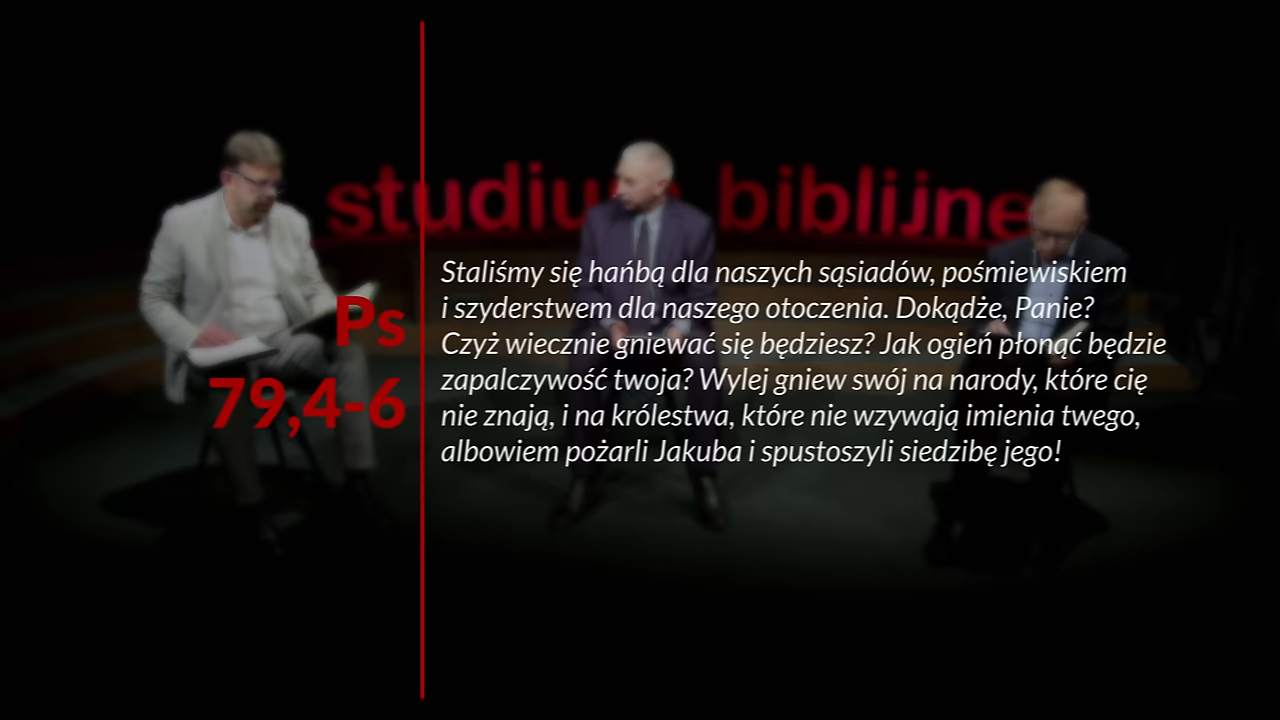 studium biblijne
Ps
79,4-6
Staliśmy się hańbą dla naszych sąsiadów, pośmiewiskiem
i szyderstwem dla naszego otoczenia. Dokądże, Panie?
Czyż wiecznie gniewać się będziesz? Jak ogień płonąć będzie
zapalczywość twoja? Wylej gniew swój na narody, które cię
nie znają, i na królestwa, które nie wzywają imienia twego,
albowiem pożarli Jakuba i spustoszyli siedzibę jego!